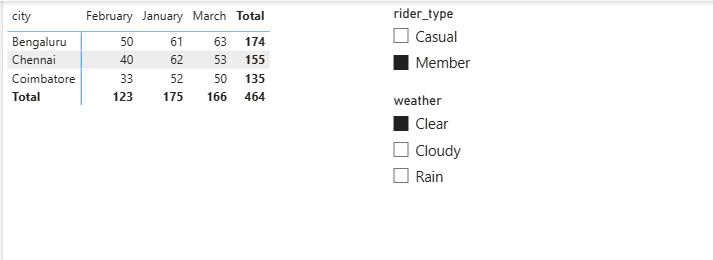 city February January March Total
Bengaluru 50 61 63 174
Chennai 40 62 53 155
Coimbatore 33 52 50 135
Total 123 175 166 464
rider_type
Casual
Member
weather
Clear
Cloudy
Rain